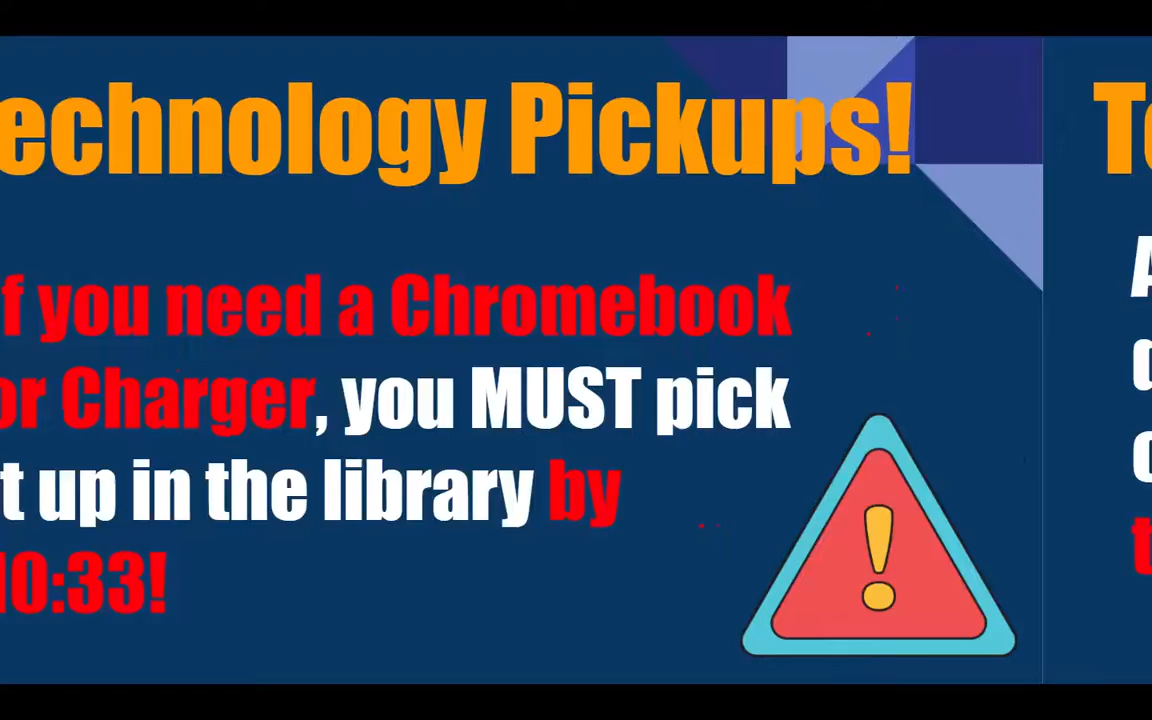 echnology Pickups!
f you need a Chromebook
or Charger, you MUST pick
t up in the library by
10:33!